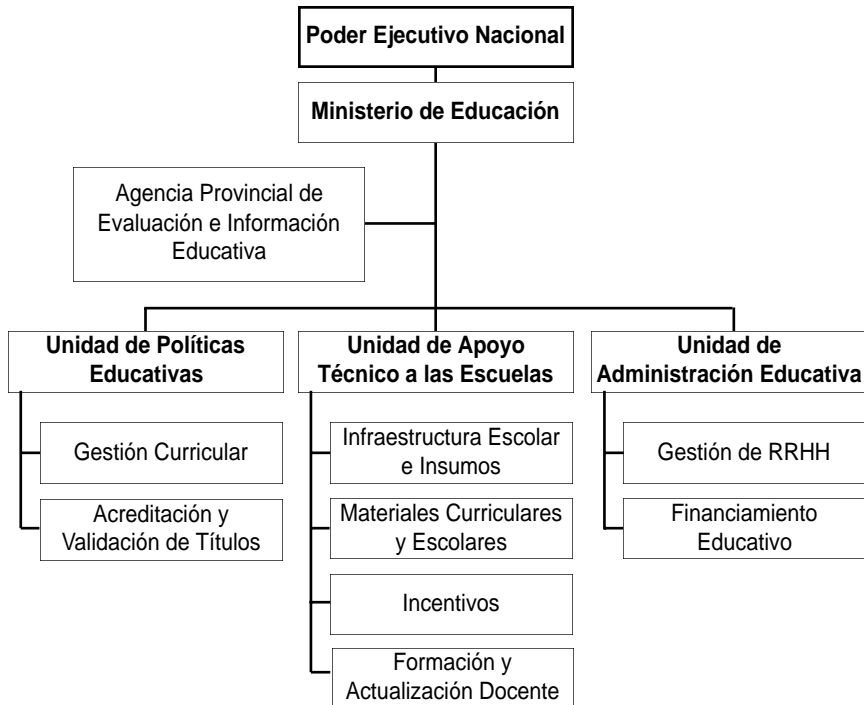 Poder Ejecutivo Nacional
Ministerio de Educación
Agencia Provincial de
Evaluación e Información
Educativa
Unidad de Políticas
Educativas
Gestión Curricular
Acreditación y
Validación de Títulos
Unidad de Apoyo
Técnico a las Escuelas
Infraestructura Escolar
e Insumos
Materiales Curriculares
y Escolares
Incentivos
Formación y
Actualización Docente
Unidad de
Administración Educativa
Gestión de RRHH
Financiamiento
Educativo